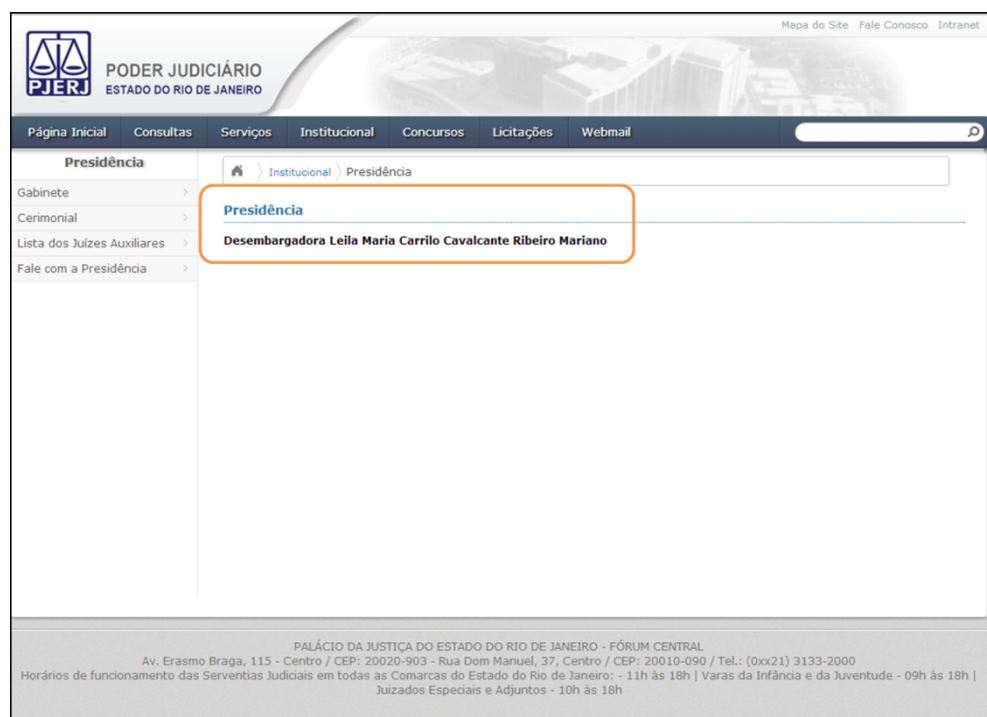 Mapa do Site Fale Conosco Intranet
PJERJ
PODER JUDICIÁRIO
ESTADO DO RIO DE JANEIRO
Página Inicial Consultas Serviços Institucional Concursos Licitações Webmail
Presidência
Gabinete
Cerimonial
Lista dos Juízes Auxiliares
Fale com a Presidência
Institucional Presidência
Presidência
Desembargadora Leila Maria Carrilo Cavalcante Ribeiro Mariano
PALÁCIO DA JUSTIÇA DO ESTADO DO RIO DE JANEIRO - FÓRUM CENTRAL
Av. Erasmo Braga, 115 - Centro / CEP: 20020-903 - Rua Dom Manuel, 37, Centro / CEP: 20010-090 / Tel.: (0xx21) 3133-2000
Horários de funcionamento das Serventias Judiciais em todas as Comarcas do Estado do Rio de Janeiro: - 11h às 18h | Varas da Infância e da Juventude - 09h às 18h |
Juizados Especiais e Adjuntos - 10h às 18h